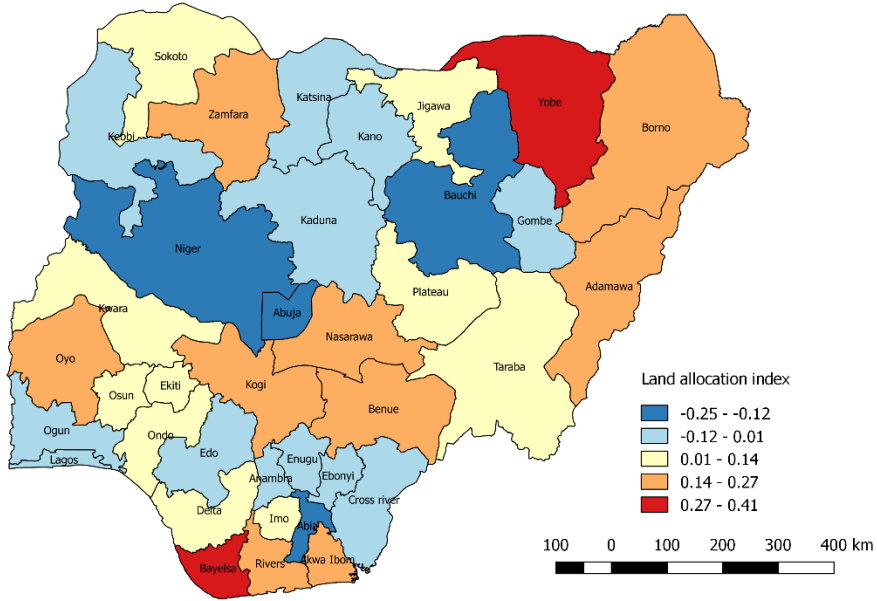 Sokoto
Katsina
Jigawa
Yobe
Zamfara
Borno
Kebbi
Kano
Bauchi
Gombe
Kaduna
Niger
Adamawa
Plateau
Abuja
Kwara
Nasarawa
Oyo
Taraba
Kogi
Ekiti
Osun
Benue
Ogun
Ondo
Edo
Lagos
Enugu
Anambra
Ebonyi
Cross river
Delta
Imo
Abia
Bayelsa
Rivers
Akwa Ibom
Land allocation index
-0.25 - -0.12
-0.12 - 0.01
0.01 - 0.14
0.14 - 0.27
0.27 - 0.41
100 0 100 200 300 400 km